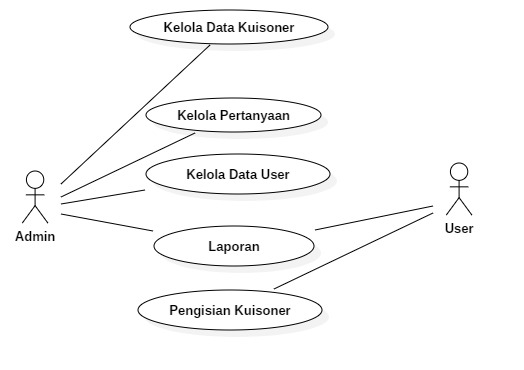 Kelola Data Kuisoner
Kelola Pertanyaan
Kelola Data User
Admin
User
Laporan
Pengisian Kuisoner